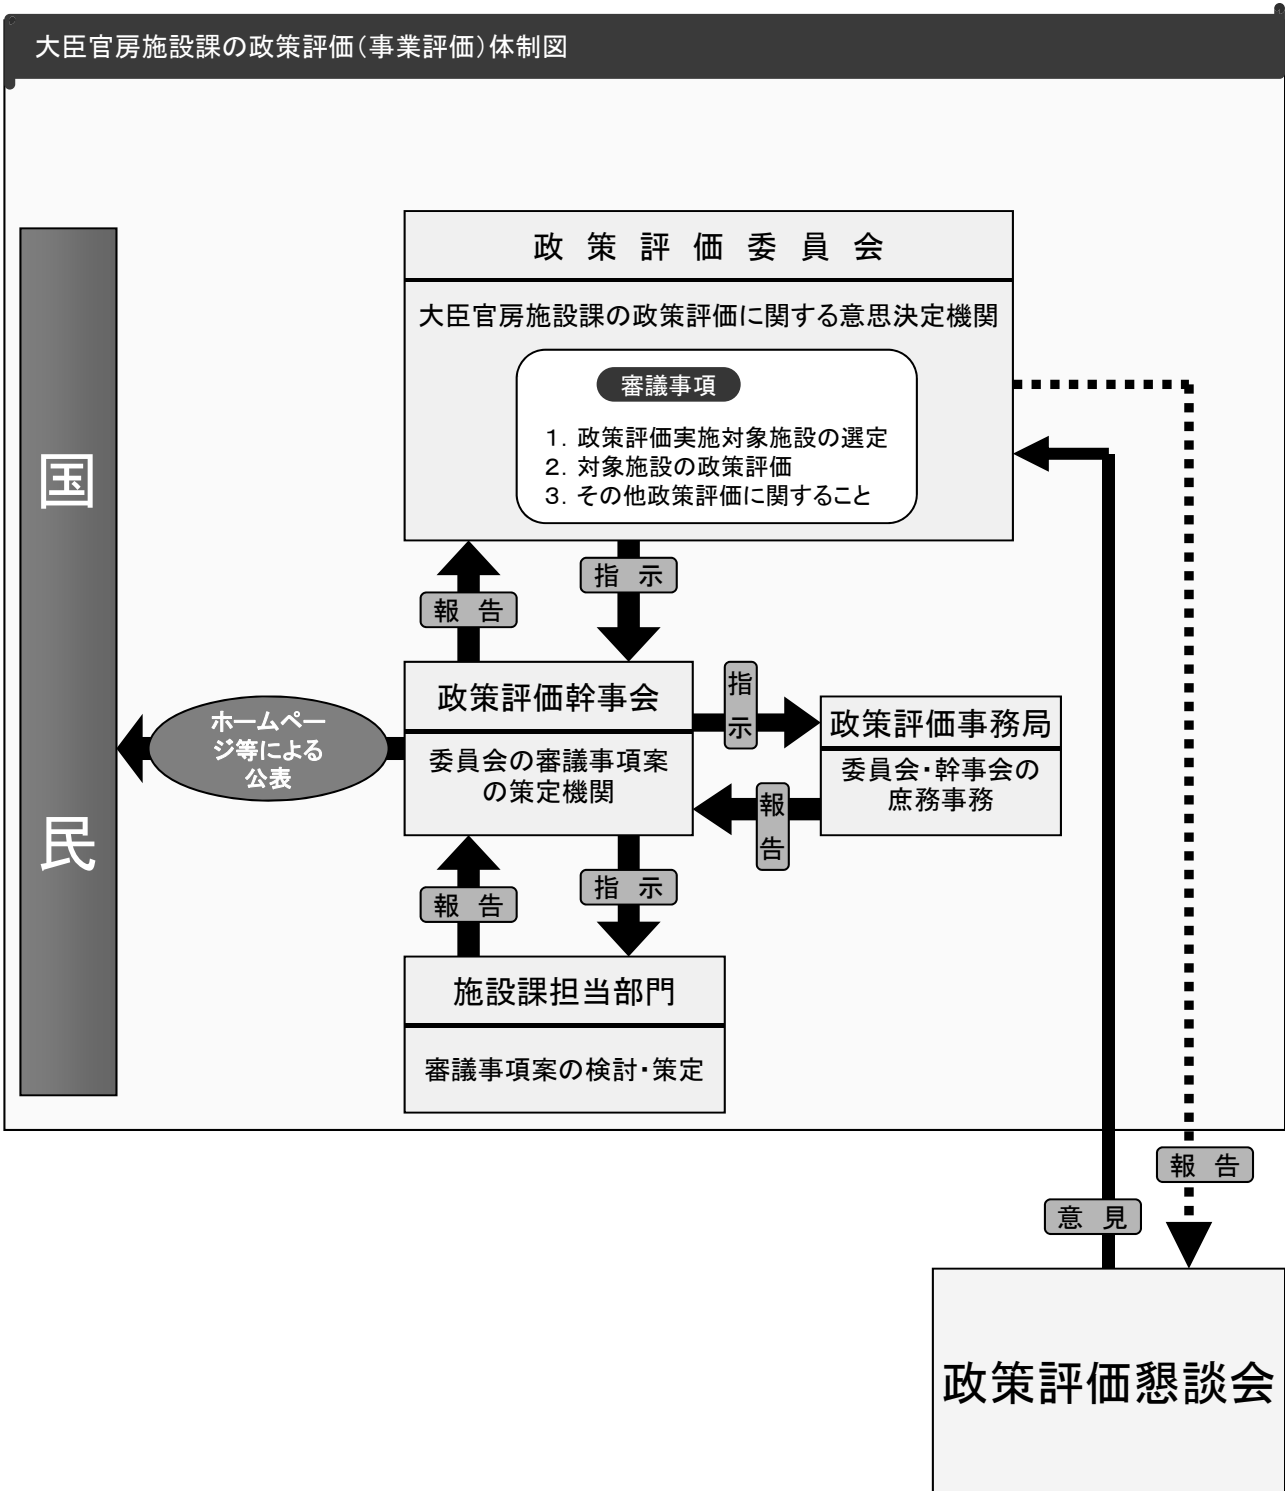 大臣官房施設課の政策評価（事業評価）体制図
国
民
政策評価委員会
大臣官房施設課の政策評価に関する意思決定機関
審議事項
１．政策評価実施対象施設の選定
２．対象施設の政策評価
３．その他政策評価に関すること
報告
指示
政策評価幹事会
委員会の審議事項案
の策定機関
ホームペー
ジ等による
公表
指
示
報
告
政策評価事務局
委員会・幹事会の
庶務事務
報告
指示
施設課担当部門
審議事項案の検討・策定
報告
意見
政策評価懇談会